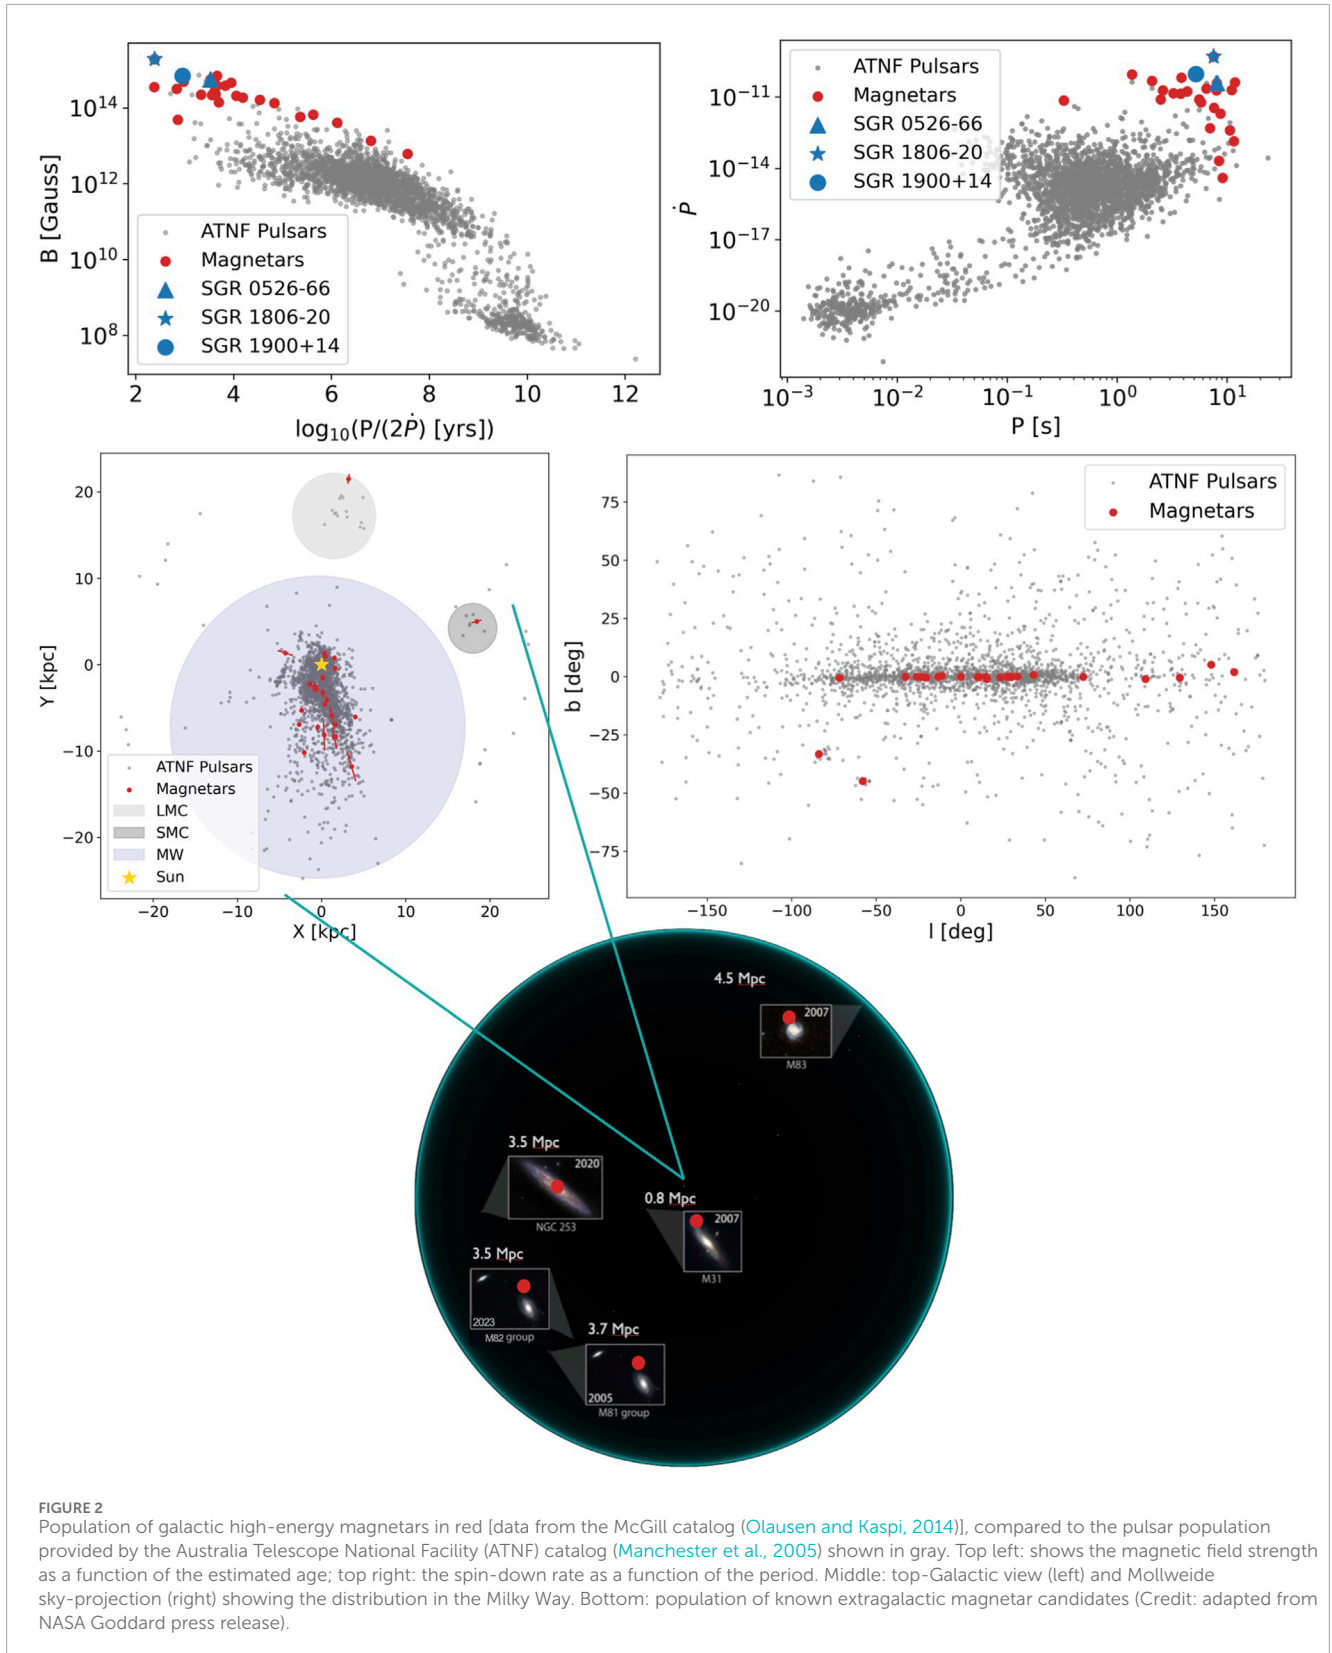 10^14
10^12
10^10
10^8
B [Gauss]
ATNF Pulsars
Magnetars
SGR 0526-66
SGR 1806-20
SGR 1900+14
2 4 6 8 10 12
log₁₀(P/(2Ṗ) [yrs])
10^−11
10^−14
10^−17
10^−20
Ṗ
ATNF Pulsars
Magnetars
SGR 0526-66
SGR 1806-20
SGR 1900+14
10^−3 10^−2 10^−1 10^0 10^1
P [s]
20
10
0
−10
−20
Y [kpc]
ATNF Pulsars
Magnetars
LMC
SMC
MW
Sun
−20 −10 0 10 20
X [kpc]
75
50
25
0
−25
−50
−75
b [deg]
ATNF Pulsars
Magnetars
−150 −100 −50 0 50 100 150
l [deg]
4.5 Mpc
2007
M83
3.5 Mpc
2020
NGC 253
0.8 Mpc
2007
M31
3.5 Mpc
2023
M82 group
3.7 Mpc
2005
M81 group
FIGURE 2
Population of galactic high-energy magnetars in red [data from the McGill catalog (Olausen and Kaspi, 2014)], compared to the pulsar population
provided by the Australia Telescope National Facility (ATNF) catalog (Manchester et al., 2005) shown in gray. Top left: shows the magnetic field strength
as a function of the estimated age; top right: the spin-down rate as a function of the period. Middle: top-Galactic view (left) and Mollweide
sky-projection (right) showing the distribution in the Milky Way. Bottom: population of known extragalactic magnetar candidates (Credit: adapted from
NASA Goddard press release).